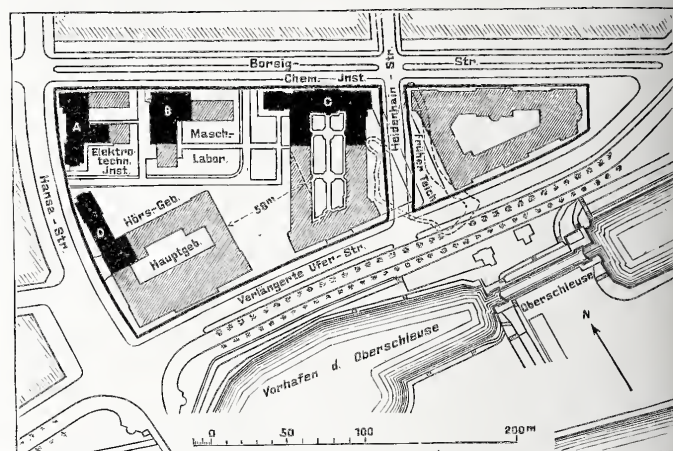 Borsig- Str.
Chem. Jnst.
Heidenhain-Str.
A
B
C
Masch.-
Labor.
Elektro-
techn.
Jnst.
Früher Teich
Hansa-Str.
D
Hörs-Geb.
58m
Hauptgeb.
Verlängerte Ufer-Str.
Oberschleuse
Vorhafen d. Oberschleuse
N
0 50 100 200m